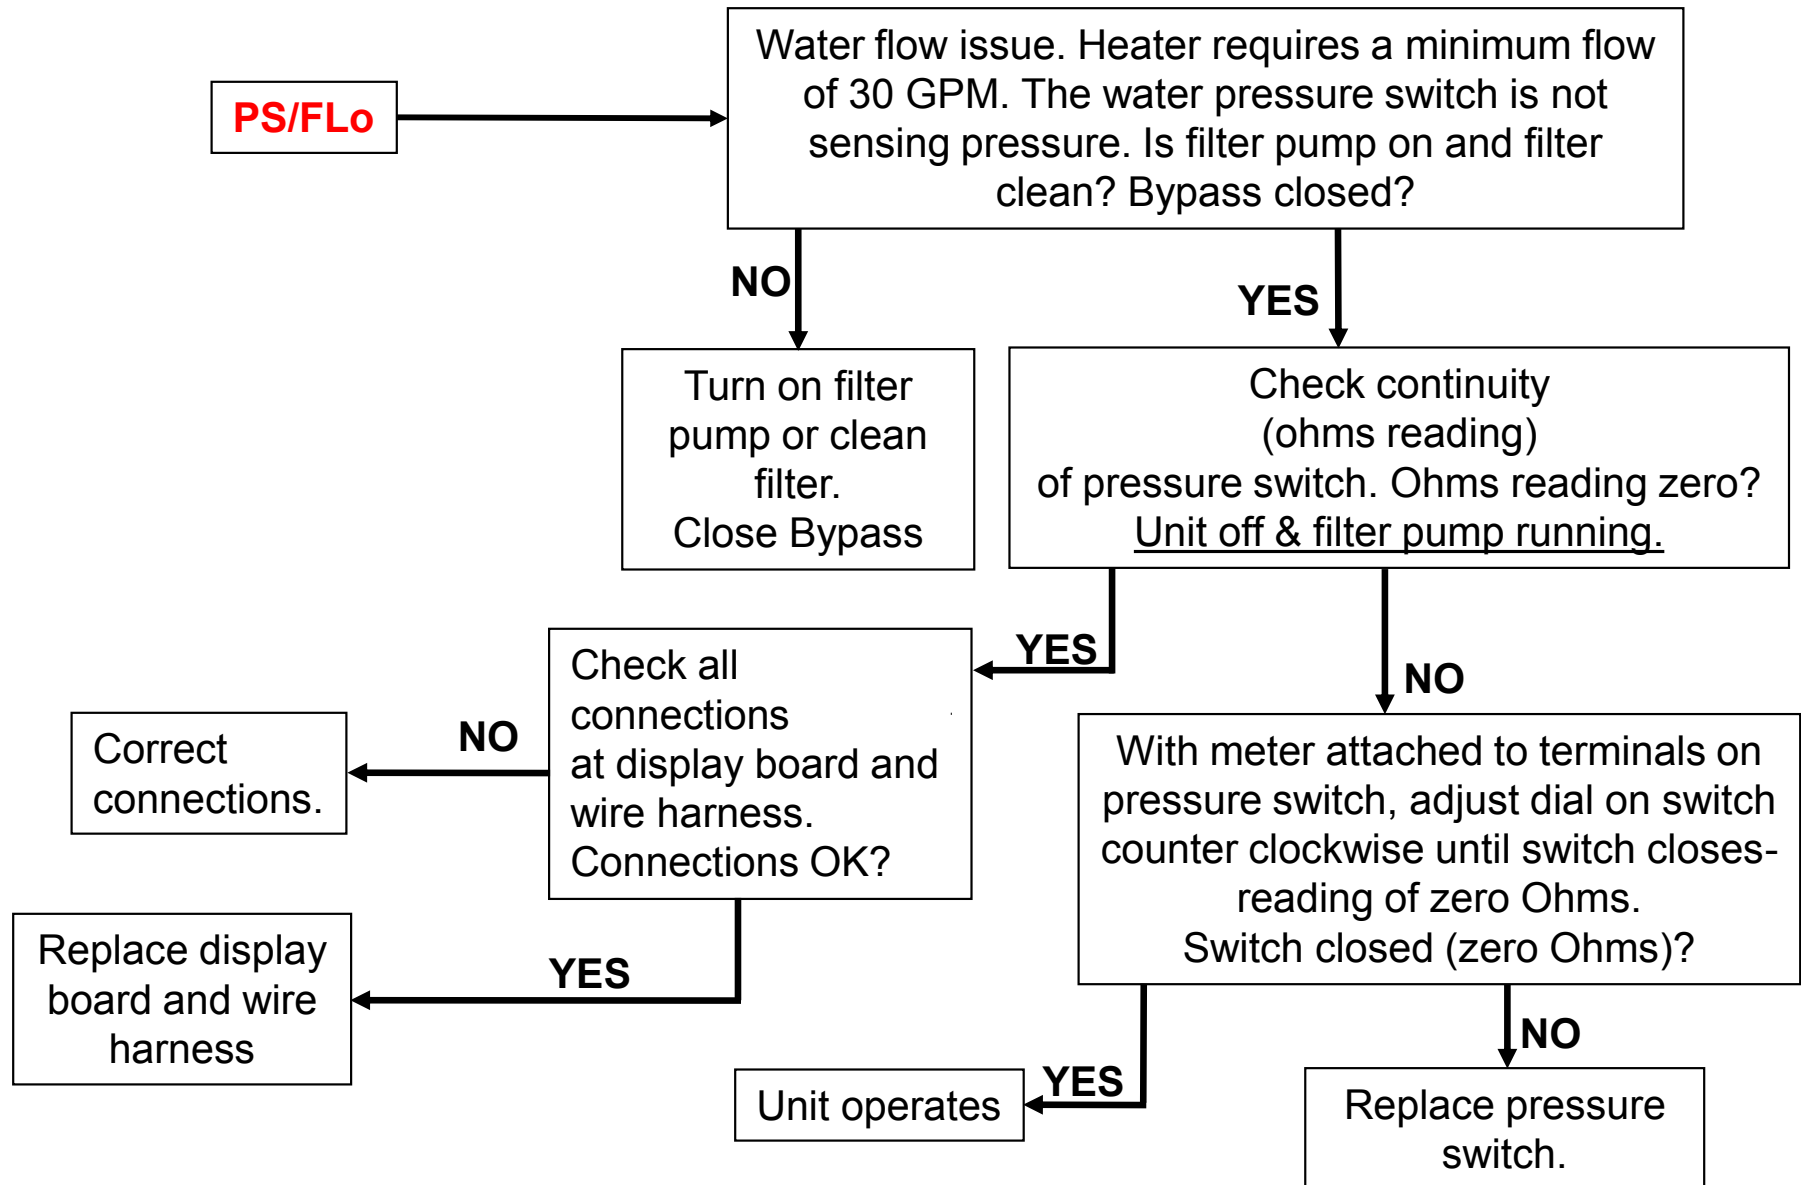 Water flow issue. Heater requires a minimum flow
of 30 GPM. The water pressure switch is not
sensing pressure. Is filter pump on and filter
clean? Bypass closed?
PS/FLo
NO
YES
Turn on filter
pump or clean
filter.
Close Bypass
Check continuity
(ohms reading)
of pressure switch. Ohms reading zero?
Unit off & filter pump running.
YES
NO
Check all
connections
at display board and
wire harness.
Connections OK?
NO
Correct
connections.
With meter attached to terminals on
pressure switch, adjust dial on switch
counter clockwise until switch closes-
reading of zero Ohms.
Switch closed (zero Ohms)?
YES
Replace display
board and wire
harness
YES
NO
Unit operates
Replace pressure
switch.